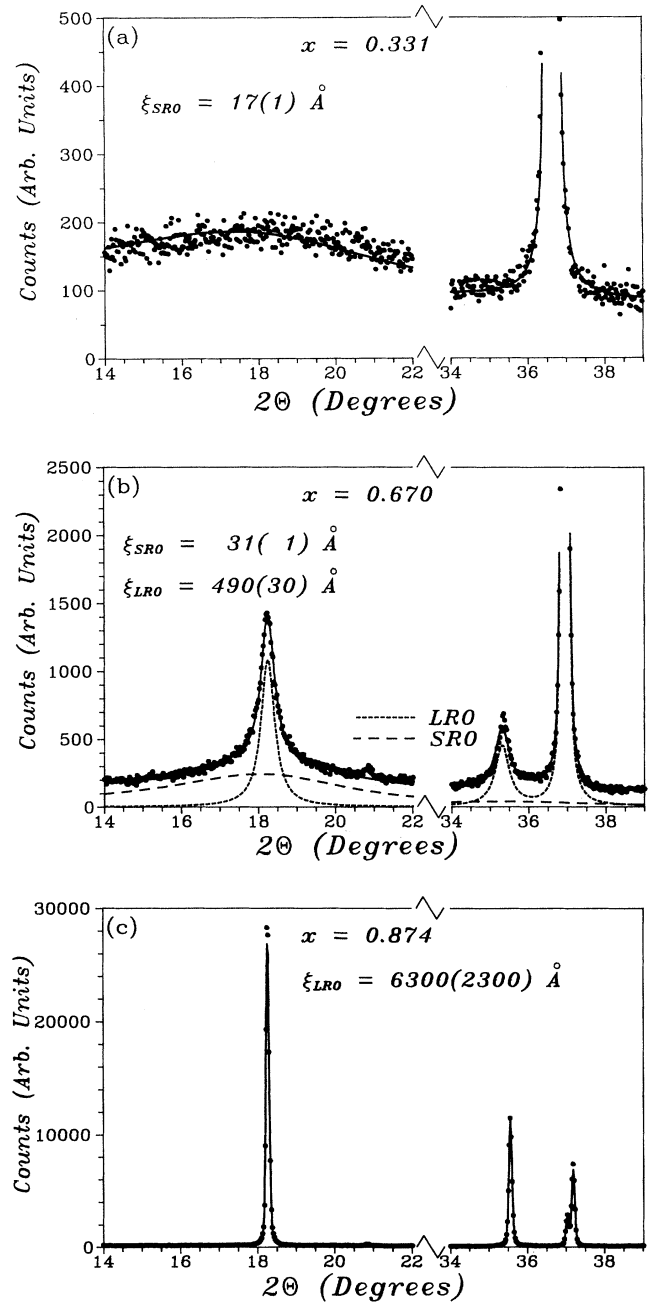 (a)
x = 0.331
ξSRO = 17(1) Å
Counts (Arb. Units)
500
400
300
200
100
0
14 16 18 20 22 34 36 38
2Θ (Degrees)
(b)
x = 0.670
ξSRO = 31( 1) Å
ξLRO = 490(30) Å
LRO
SRO
Counts (Arb. Units)
2500
2000
1500
1000
500
0
14 16 18 20 22 34 36 38
2Θ (Degrees)
(c)
x = 0.874
ξLRO = 6300(2300) Å
Counts (Arb. Units)
30000
20000
10000
0
14 16 18 20 22 34 36 38
2Θ (Degrees)